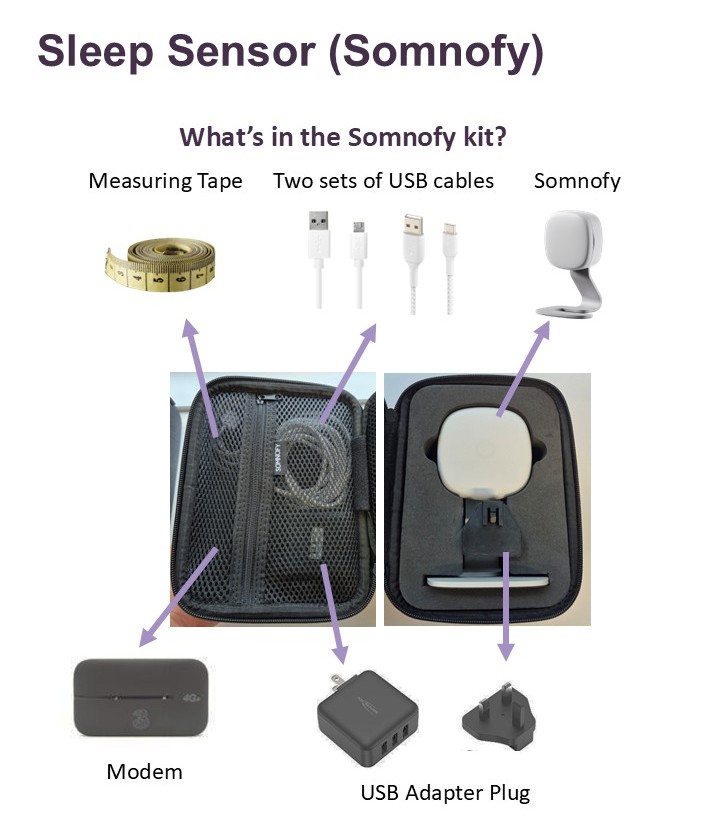 Sleep Sensor (Somnofy)
What's in the Somnofy kit?
Measuring Tape Two sets of USB cables Somnofy
SOMNOFY
4G+
3
Modem
USB Adapter Plug